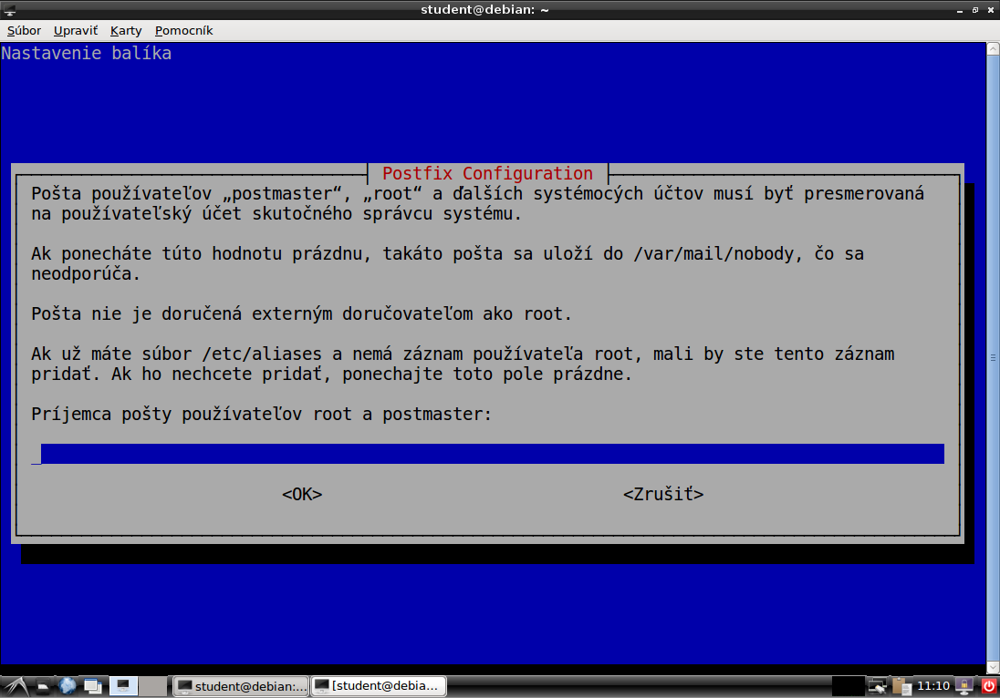 student@debian: ~
Súbor Upraviť Karty Pomocník
Nastavenie balíka
Postfix Configuration
Pošta používateľov „postmaster“, „root“ a ďalších systémocých účtov musí byť presmerovaná
na používateľský účet skutočného správcu systému.
Ak ponecháte túto hodnotu prázdnu, takáto pošta sa uloží do /var/mail/nobody, čo sa
neodporúča.
Pošta nie je doručená externým doručovateľom ako root.
Ak už máte súbor /etc/aliases a nemá záznam používateľa root, mali by ste tento záznam
pridať. Ak ho nechcete pridať, ponechajte toto pole prázdne.
Príjemca pošty používateľov root a postmaster:
<OK> <Zrušiť>
student@debian:... [student@debia... 11:10